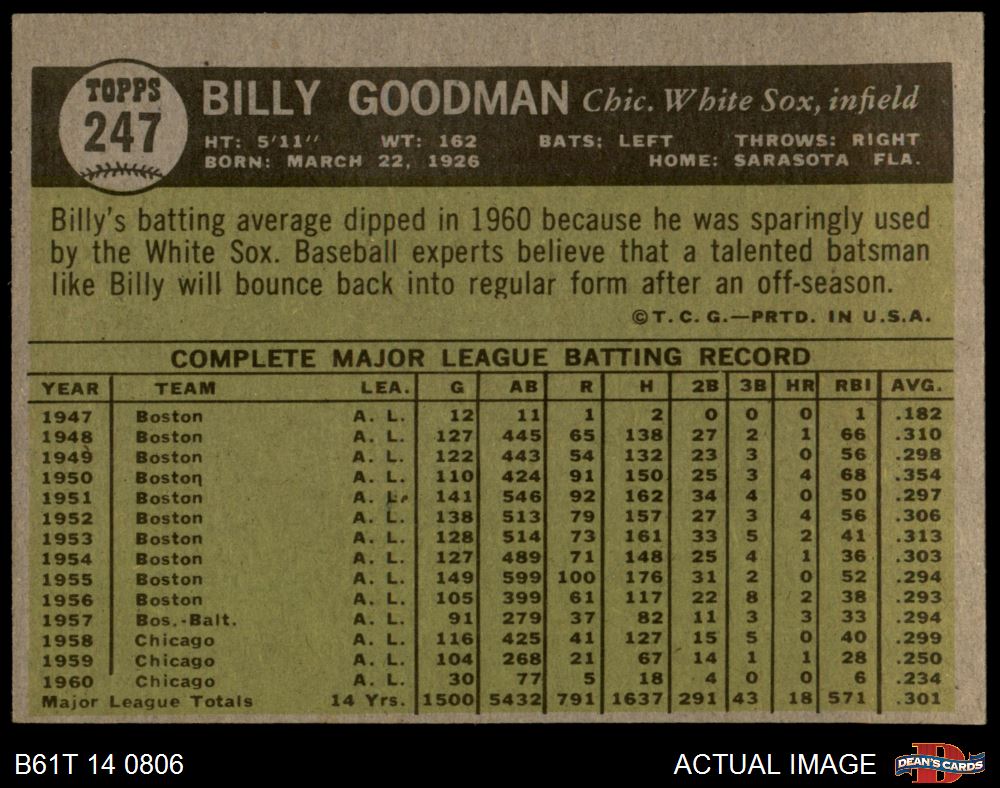 TOPPS
247
BILLY GOODMAN Chic. White Sox, infield
HT: 5'11" WT: 162 BATS: LEFT THROWS: RIGHT
BORN: MARCH 22, 1926 HOME: SARASOTA FLA.
Billy's batting average dipped in 1960 because he was sparingly used
by the White Sox. Baseball experts believe that a talented batsman
like Billy will bounce back into regular form after an off-season.
©T. C. G.—PRTD. IN U.S.A.
COMPLETE MAJOR LEAGUE BATTING RECORD
YEAR TEAM LEA. G AB R H 2B 3B HR RBI AVG.
1947 Boston A. L. 12 11 1 2 0 0 0 1 .182
1948 Boston A. L. 127 445 65 138 27 2 1 66 .310
1949 Boston A. L. 122 443 54 132 23 3 0 56 .298
1950 Boston A. L. 110 424 91 150 25 3 4 68 .354
1951 Boston A. L. 141 546 92 162 34 4 0 50 .297
1952 Boston A. L. 138 513 79 157 27 3 4 56 .306
1953 Boston A. L. 128 514 73 161 33 5 2 41 .313
1954 Boston A. L. 127 489 71 148 25 4 1 36 .303
1955 Boston A. L. 149 599 100 176 31 2 0 52 .294
1956 Boston A. L. 105 399 61 117 22 8 2 38 .293
1957 Bos.-Balt. A. L. 91 279 37 82 11 3 3 33 .294
1958 Chicago A. L. 116 425 41 127 15 5 0 40 .299
1959 Chicago A. L. 104 268 21 67 14 1 1 28 .250
1960 Chicago A. L. 30 77 5 18 4 0 0 6 .234
Major League Totals 14 Yrs. 1500 5432 791 1637 291 43 18 571 .301
B61T 14 0806 ACTUAL IMAGE
D
DEAN'S CARDS